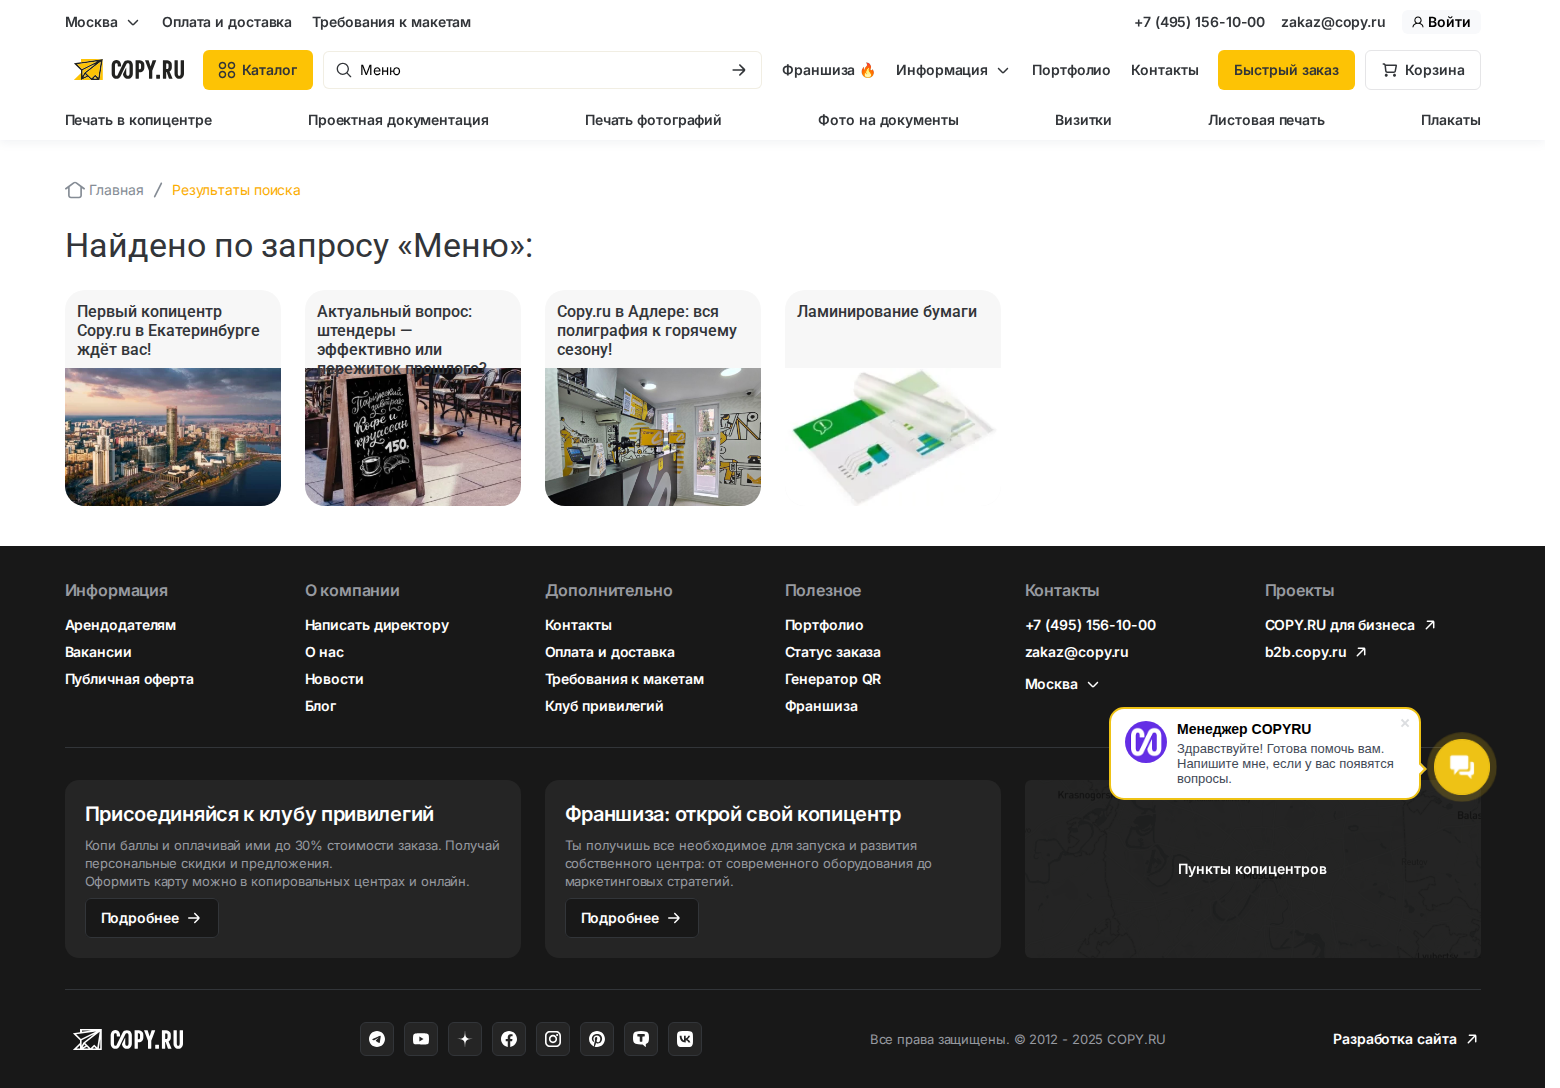 Москва
Оплата и доставка
Требования к макетам
+7 (495) 156-10-00
zakaz@copy.ru
Войти
COPY.RU
Каталог
Меню
Франшиза 🔥
Информация
Портфолио
Контакты
Быстрый заказ
Корзина
Печать в копицентре
Проектная документация
Печать фотографий
Фото на документы
Визитки
Листовая печать
Плакаты
Главная / Результаты поиска
Найдено по запросу «Меню»:
Первый копицентр
Copy.ru в Екатеринбурге
ждёт вас!
Актуальный вопрос:
штендеры —
эффективно или
пережиток прошлого?
Парижский
завтрак
Кофе и
круассан
150,
Copy.ru в Адлере: вся
полиграфия к горячему
сезону!
Ламинирование бумаги
Информация
Арендодателям
Вакансии
Публичная оферта
О компании
Написать директору
О нас
Новости
Блог
Дополнительно
Контакты
Оплата и доставка
Требования к макетам
Клуб привилегий
Полезное
Портфолио
Статус заказа
Генератор QR
Франшиза
Контакты
+7 (495) 156-10-00
zakaz@copy.ru
Москва
Проекты
COPY.RU для бизнеса
b2b.copy.ru
Менеджер COPYRU
Здравствуйте! Готова помочь вам.
Напишите мне, если у вас появятся
вопросы.
Присоединяйся к клубу привилегий
Копи баллы и оплачивай ими до 30% стоимости заказа. Получай
персональные скидки и предложения.
Оформить карту можно в копировальных центрах и онлайн.
Подробнее
Франшиза: открой свой копицентр
Ты получишь все необходимое для запуска и развития
собственного центра: от современного оборудования до
маркетинговых стратегий.
Подробнее
Пункты копицентров
COPY.RU
Все права защищены. © 2012 - 2025 COPY.RU
Разработка сайта